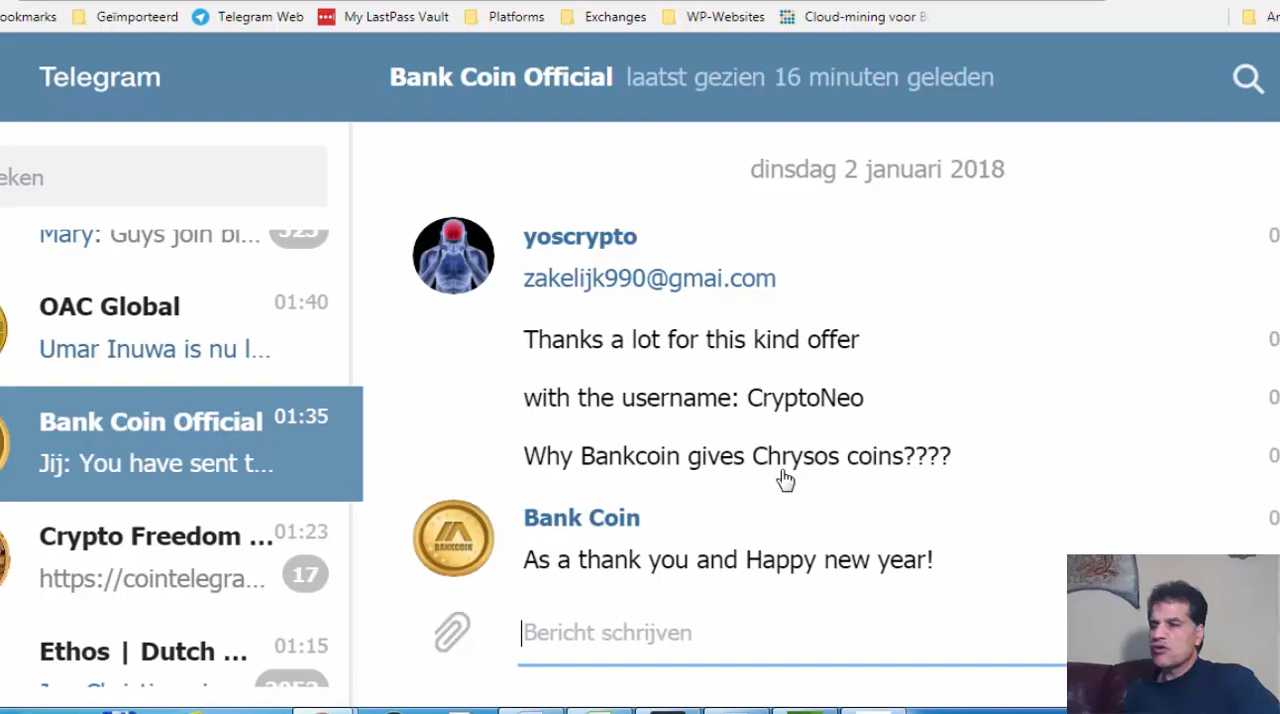 ookmarks Geïmporteerd Telegram Web My LastPass Vault Platforms Exchanges WP-Websites Cloud-mining voor B
Telegram
Bank Coin Official laatst gezien 16 minuten geleden
eken
Mary: Guys join bi...
OAC Global 01:40
Umar Inuwa is nu l...
Bank Coin Official 01:35
Jij: You have sent t...
Crypto Freedom ... 01:23
https://cointelegra... 17
Ethos | Dutch ... 01:15
dinsdag 2 januari 2018
yoscrypto
zakelijk990@gmai.com
Thanks a lot for this kind offer
with the username: CryptoNeo
Why Bankcoin gives Chrysos coins????
BANKCOIN
Bank Coin
As a thank you and Happy new year!
Bericht schrijven